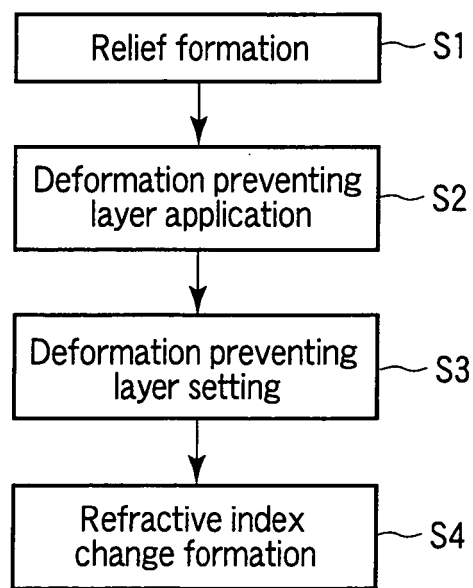 Relief formation
S1
Deformation preventing
layer application
S2
Deformation preventing
layer setting
S3
Refractive index
change formation
S4